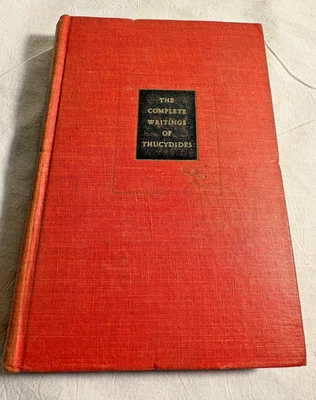 THE
COMPLETE
WRITINGS
OF
THUCYDIDES